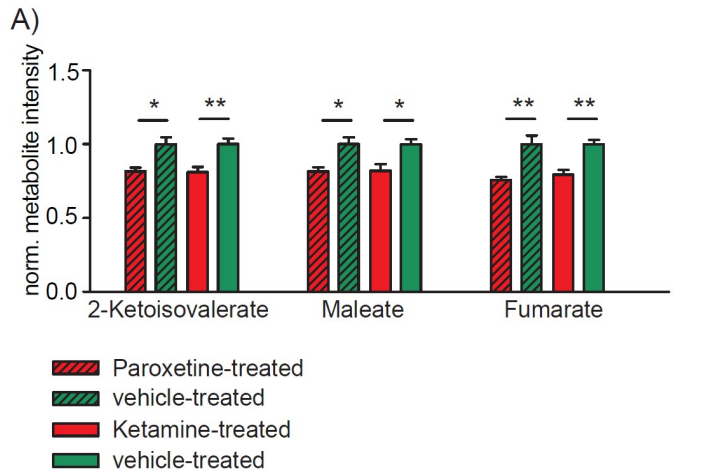 A)
norm. metabolite intensity
1.5
1.0
0.5
0.0
* ** * * ** **
2-Ketoisovalerate Maleate Fumarate
Paroxetine-treated
vehicle-treated
Ketamine-treated
vehicle-treated